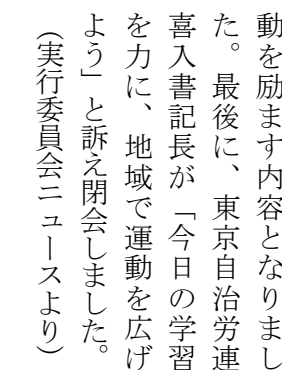 動を励ます内容となりまし
た。最後に、東京自治労連
喜入書記長が「今日の学習
を力に、地域で運動を広げ
よう」と訴え閉会しました。
（実行委員会ニュースより）